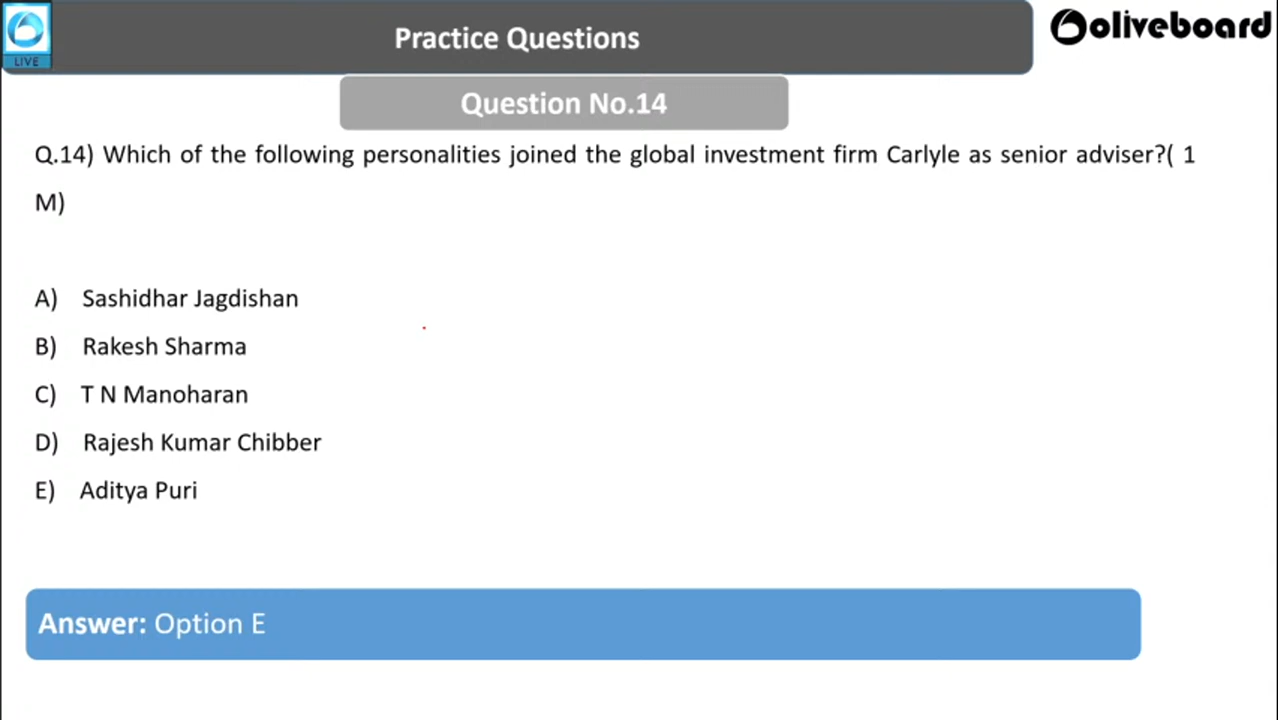 Practice Questions
oliveboard
LIVE
Question No.14
Q.14) Which of the following personalities joined the global investment firm Carlyle as senior adviser?( 1
M)
A) Sashidhar Jagdishan
B) Rakesh Sharma
C) T N Manoharan
D) Rajesh Kumar Chibber
E) Aditya Puri
Answer: Option E